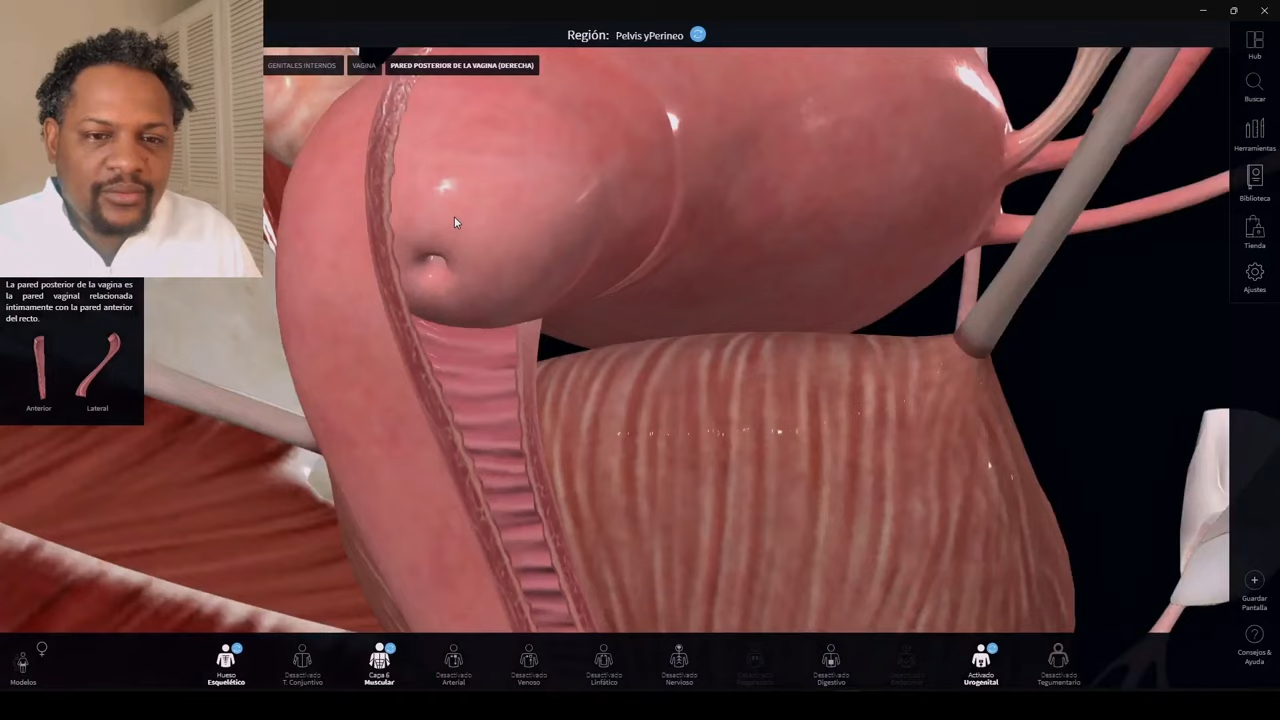 Región: Pelvis yPerineo
GENITALES INTERNOS
VAGINA
PARED POSTERIOR DE LA VAGINA (DERECHA)
Hub
Buscar
Herramientas
Biblioteca
Tienda
Ajustes
La pared posterior de la vagina es
la pared vaginal relacionada
íntimamente con la pared anterior
del recto.
Anterior
Lateral
Guardar
Pantalla
Consejos &
Ayuda
Modelos
Hueso
Esquelético
Desactivado
T. Conjuntivo
Capa 6
Muscular
Desactivado
Arterial
Desactivado
Venoso
Desactivado
Linfático
Desactivado
Nervioso
Desactivado
Digestivo
Activado
Urogenital
Desactivado
Tegumentario